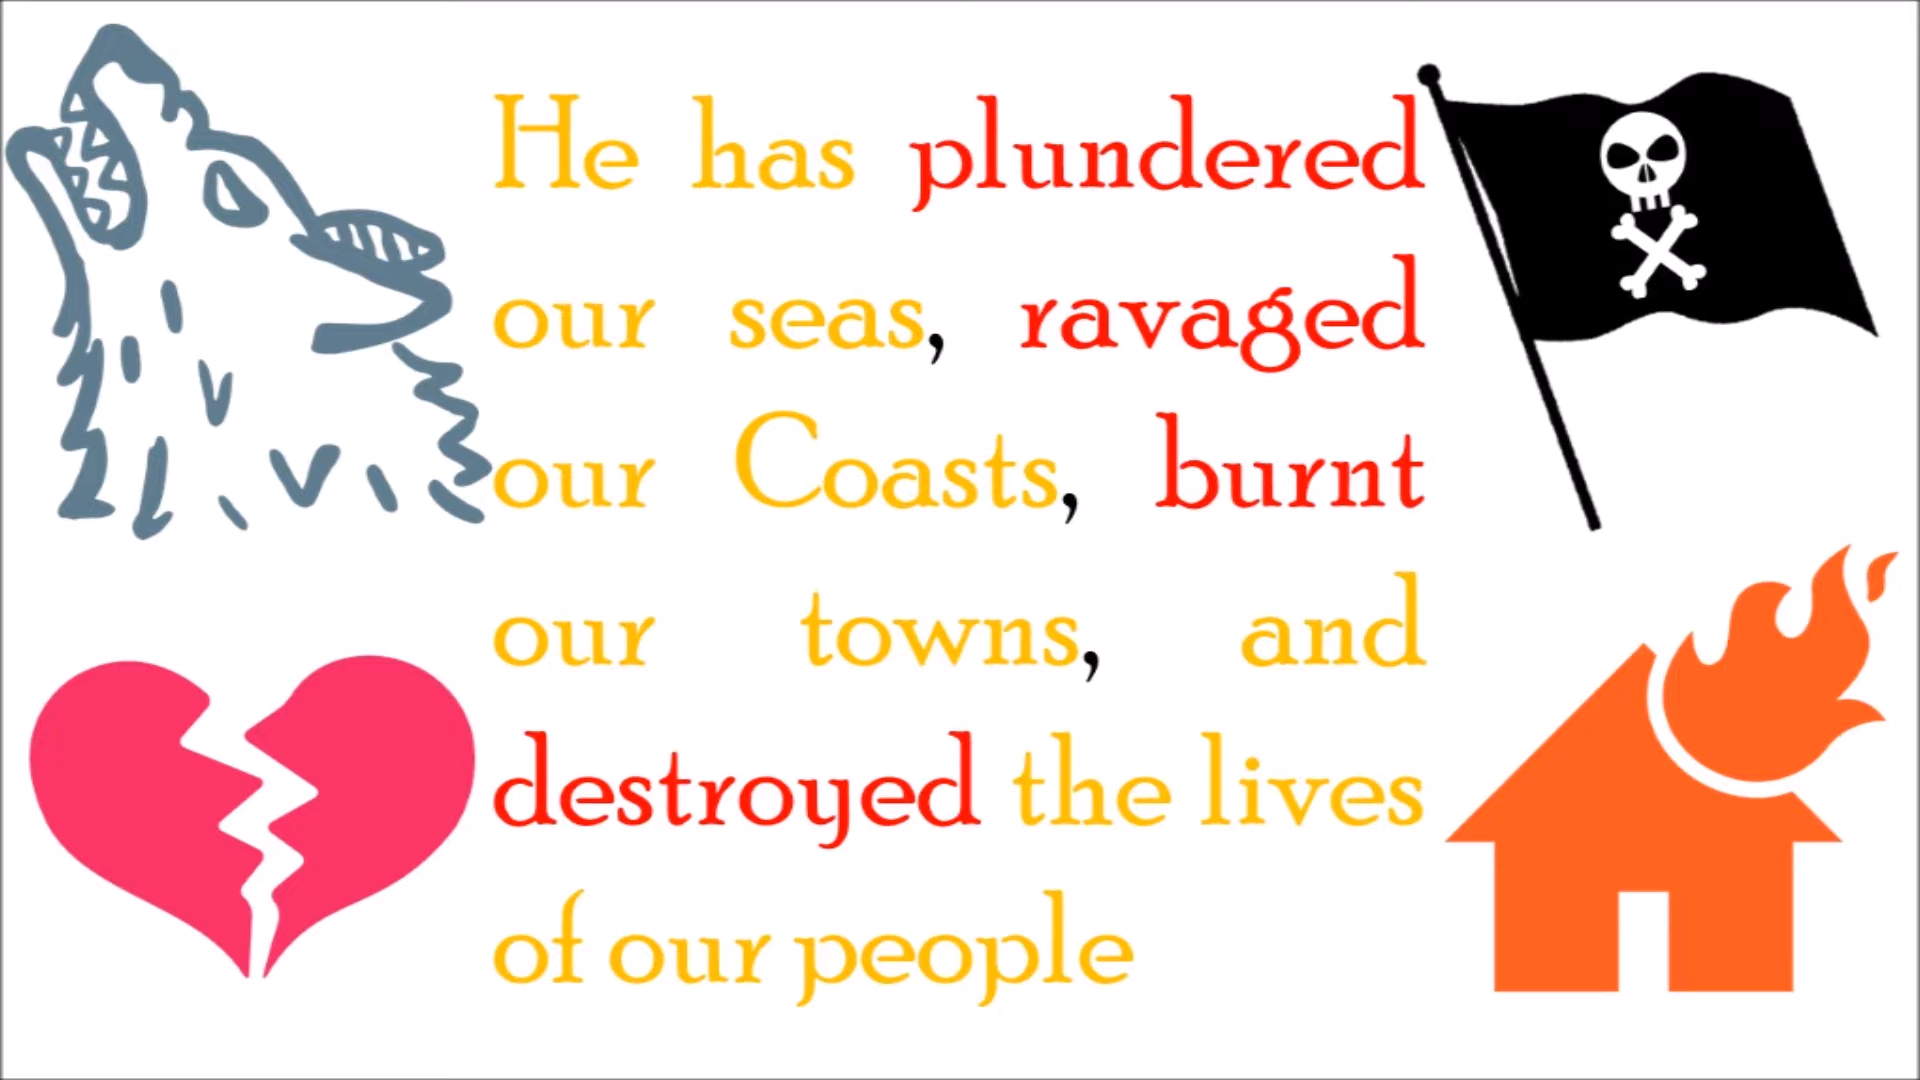 He has plundered
our seas, ravaged
our Coasts, burnt
our towns, and
destroyed the lives
of our people